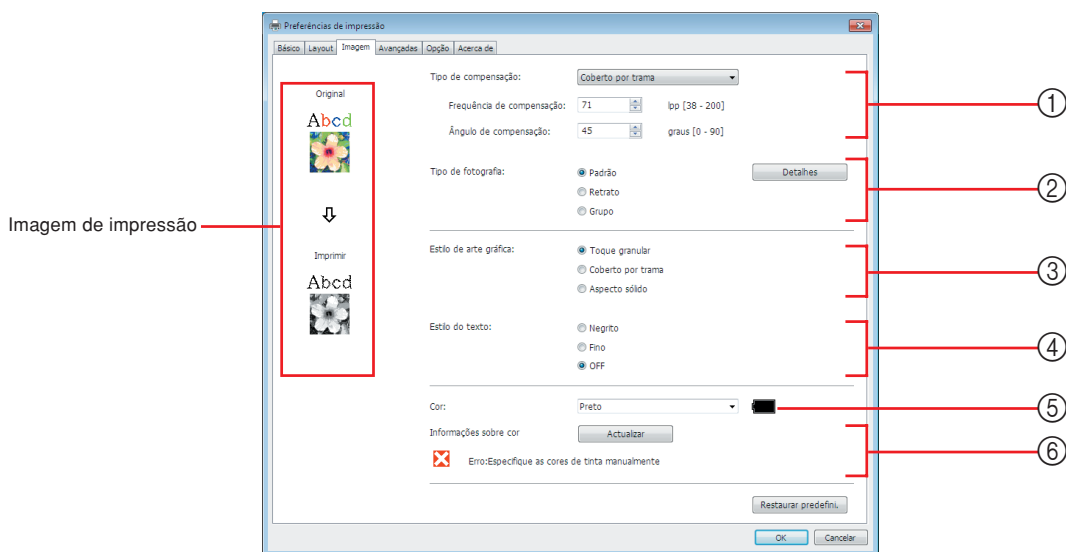 Preferências de impressão
Básico Layout Imagem Avançadas Opção Acerca de
Original
Abcd
Imprimir
Abcd
Imagem de impressão
Tipo de compensação: Coberto por trama
Frequência de compensação: 71 lpp [38 - 200]
Ângulo de compensação: 45 graus [0 - 90]
①
Tipo de fotografia: Padrão Detalhes
Retrato
Grupo
②
Estilo de arte gráfica: Toque granular
Coberto por trama
Aspecto sólido
③
Estilo do texto: Negrito
Fino
OFF
④
Cor: Preto
⑤
Informações sobre cor Actualizar
Erro:Especifique as cores de tinta manualmente
⑥
Restaurar predefini.
OK Cancelar